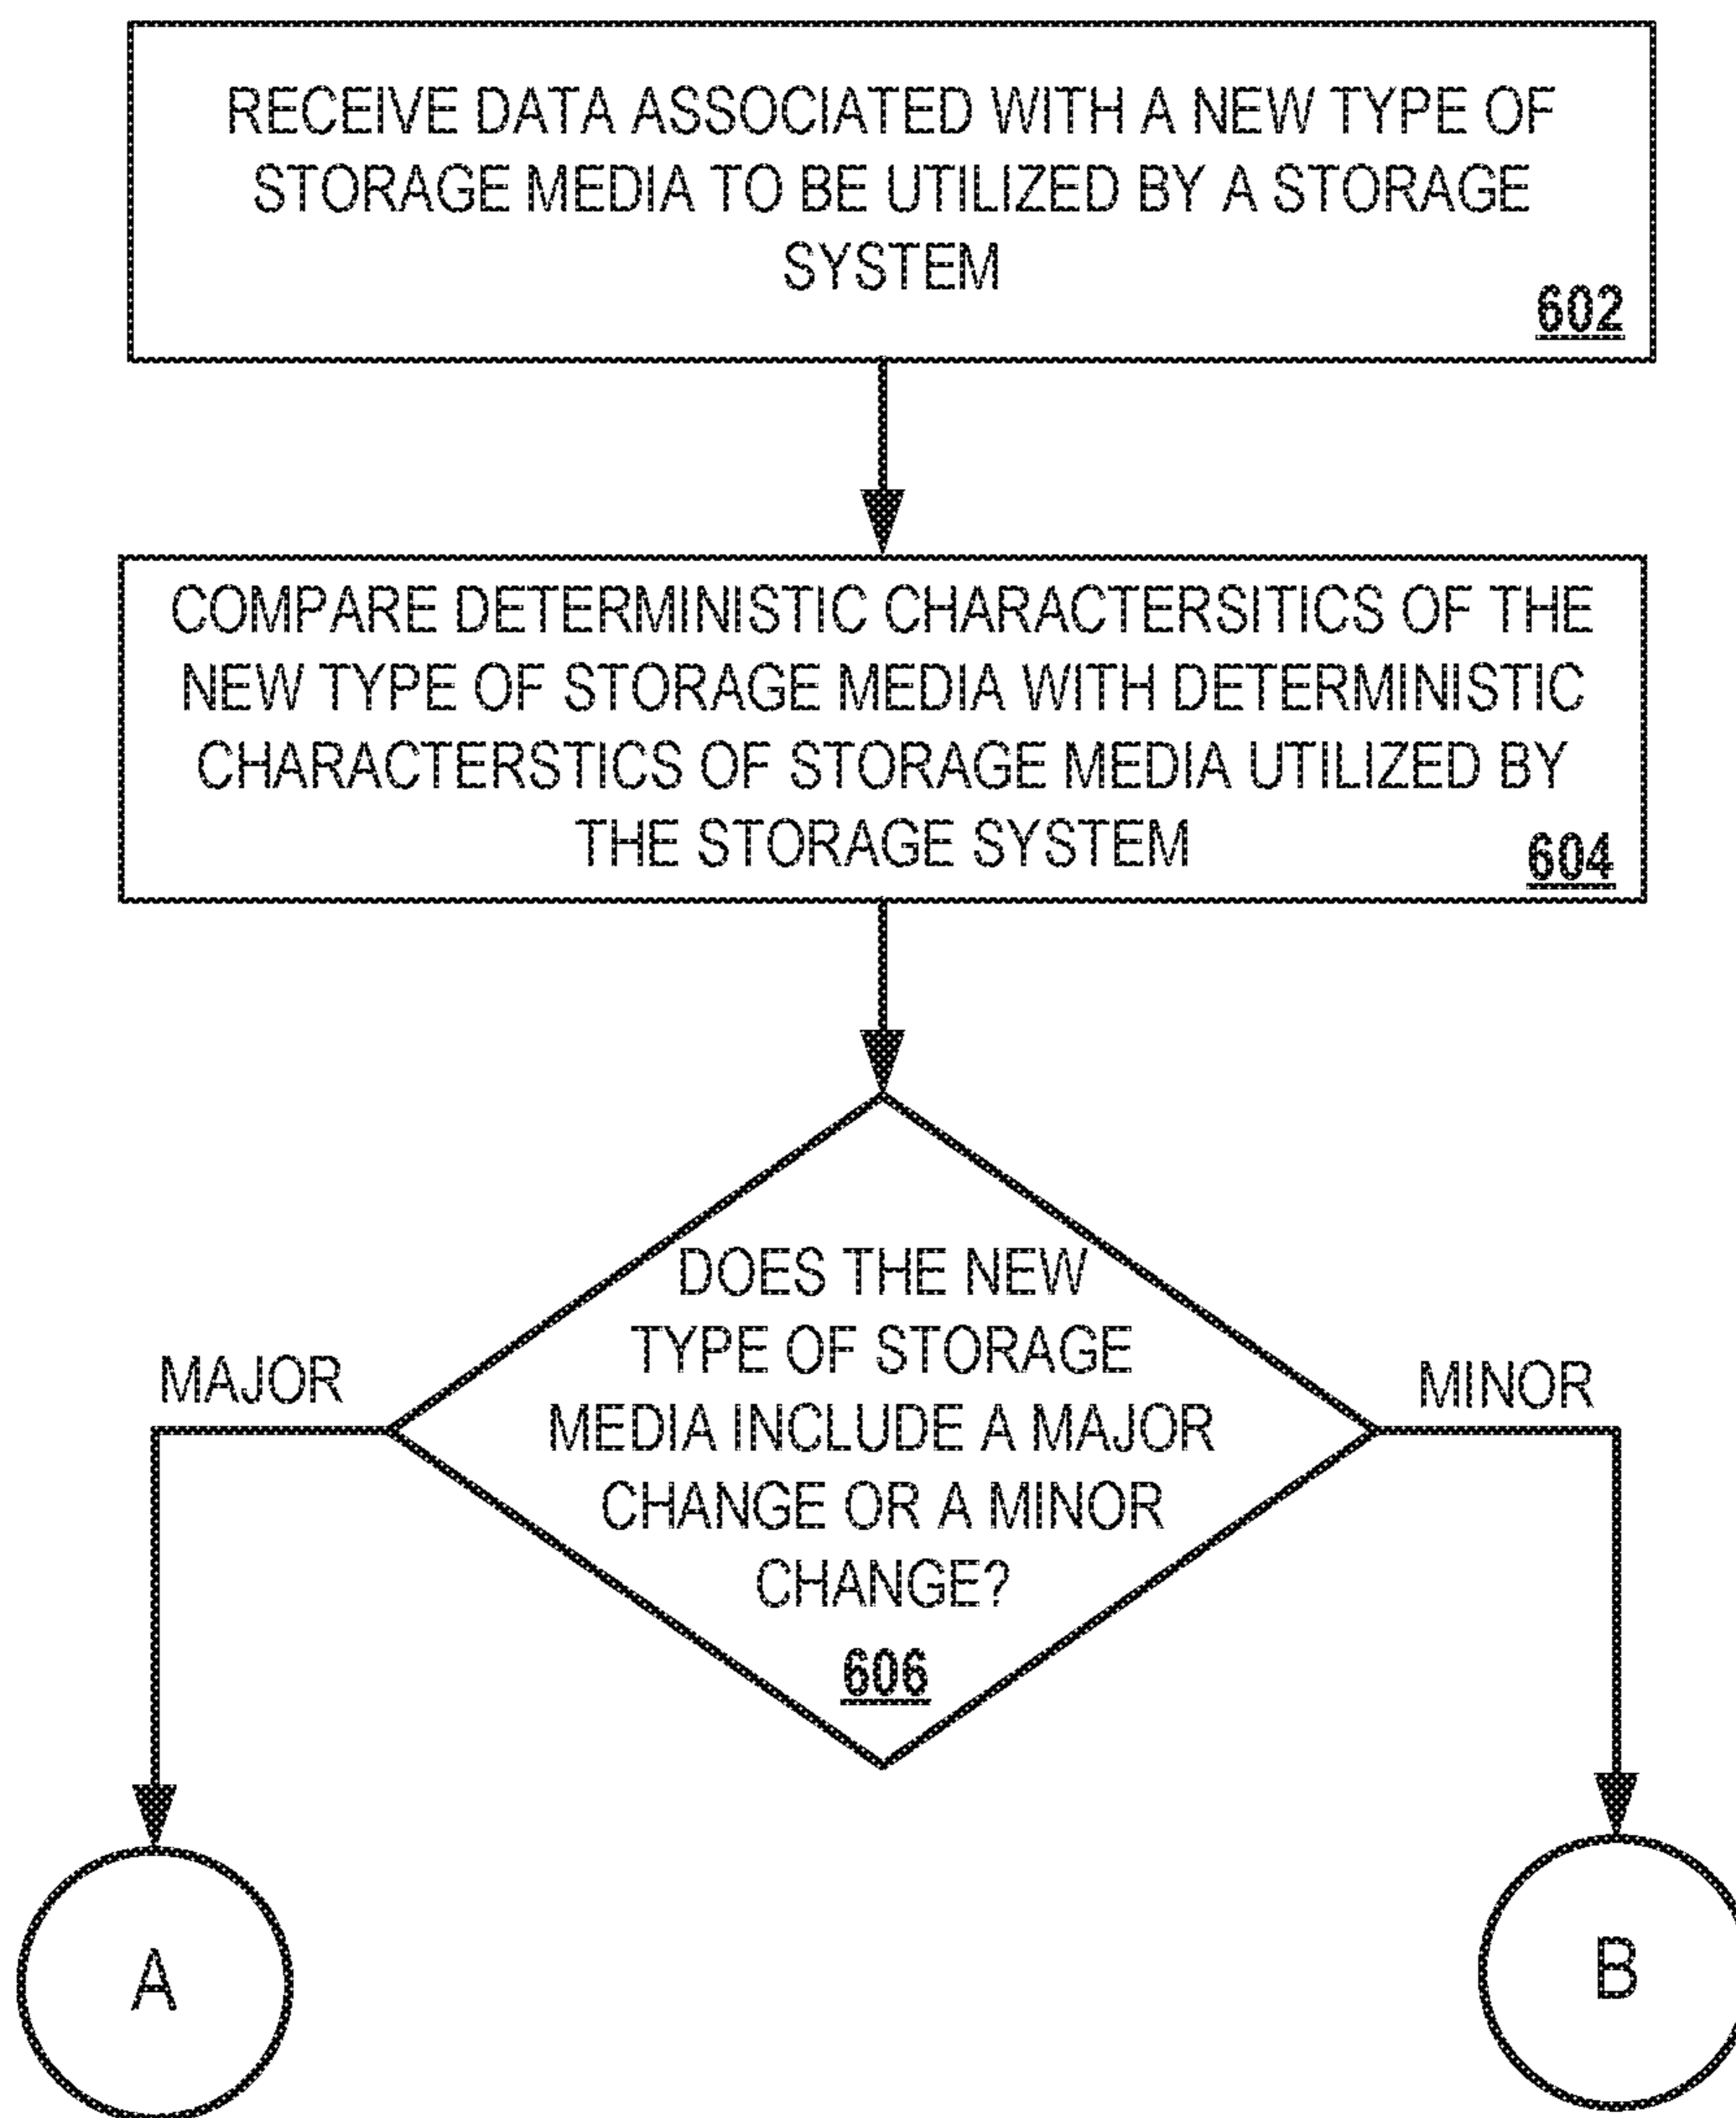 RECEIVE DATA ASSOCIATED WITH A NEW TYPE OF
STORAGE MEDIA TO BE UTILIZED BY A STORAGE
SYSTEM
602
COMPARE DETERMINISTIC CHARACTERSITICS OF THE
NEW TYPE OF STORAGE MEDIA WITH DETERMINISTIC
CHARACTERSTICS OF STORAGE MEDIA UTILIZED BY
THE STORAGE SYSTEM
604
DOES THE NEW
TYPE OF STORAGE
MEDIA INCLUDE A MAJOR
CHANGE OR A MINOR
CHANGE?
606
MAJOR
MINOR
A
B